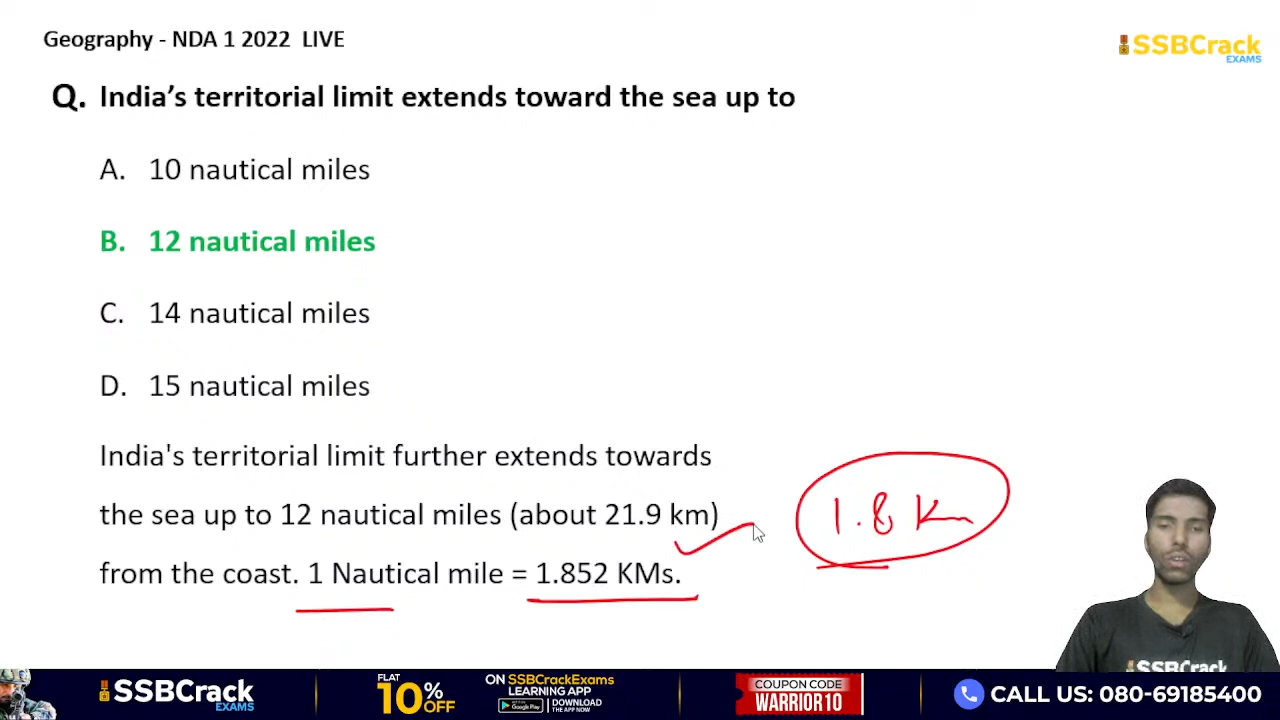 Geography - NDA 1 2022 LIVE
SSBCrack
EXAMS
Q. India's territorial limit extends toward the sea up to
A. 10 nautical miles
B. 12 nautical miles
C. 14 nautical miles
D. 15 nautical miles
India's territorial limit further extends towards
the sea up to 12 nautical miles (about 21.9 km)
from the coast. 1 Nautical mile = 1.852 KMs.
1.8 Km
SSBCrack
EXAMS
SSBCrack
EXAMS
FLAT
10% OFF
ON SSBCrackExams
LEARNING APP
Google Play
DOWNLOAD
THE APP NOW
COUPON CODE
WARRIOR10
CALL US: 080-69185400